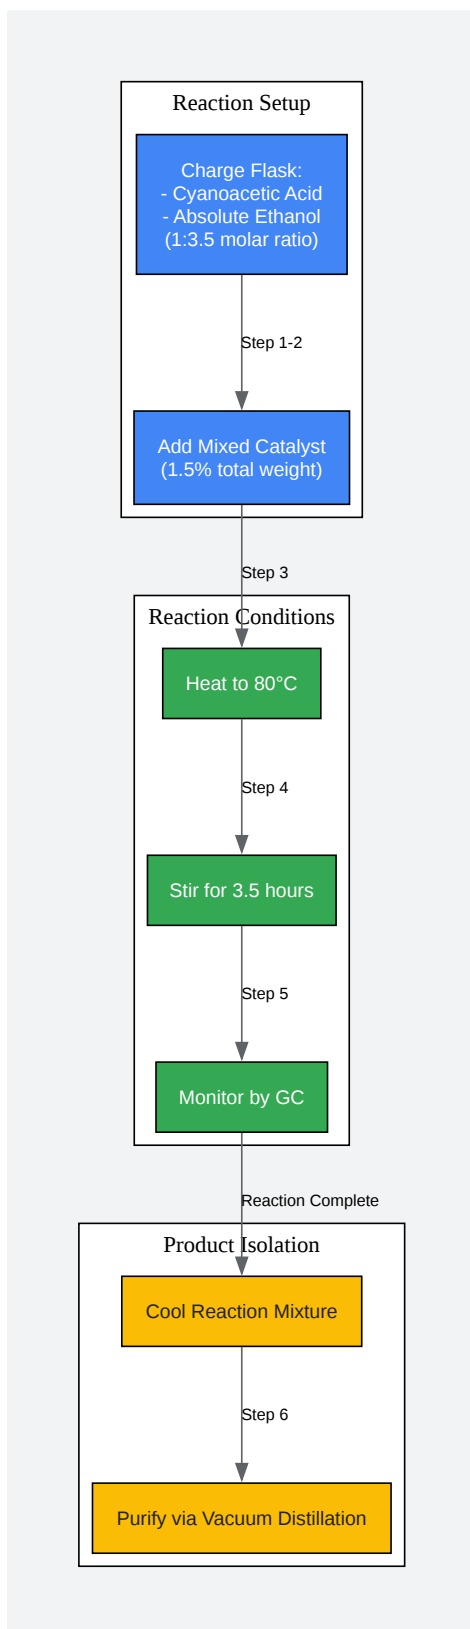 Reaction Setup
Charge Flask:
- Cyanoacetic Acid
- Absolute Ethanol
(1:3.5 molar ratio)
Step 1-2
Add Mixed Catalyst
(1.5% total weight)
Step 3
Reaction Conditions
Heat to 80°C
Step 4
Stir for 3.5 hours
Step 5
Monitor by GC
Reaction Complete
Product Isolation
Cool Reaction Mixture
Step 6
Purify via Vacuum Distillation